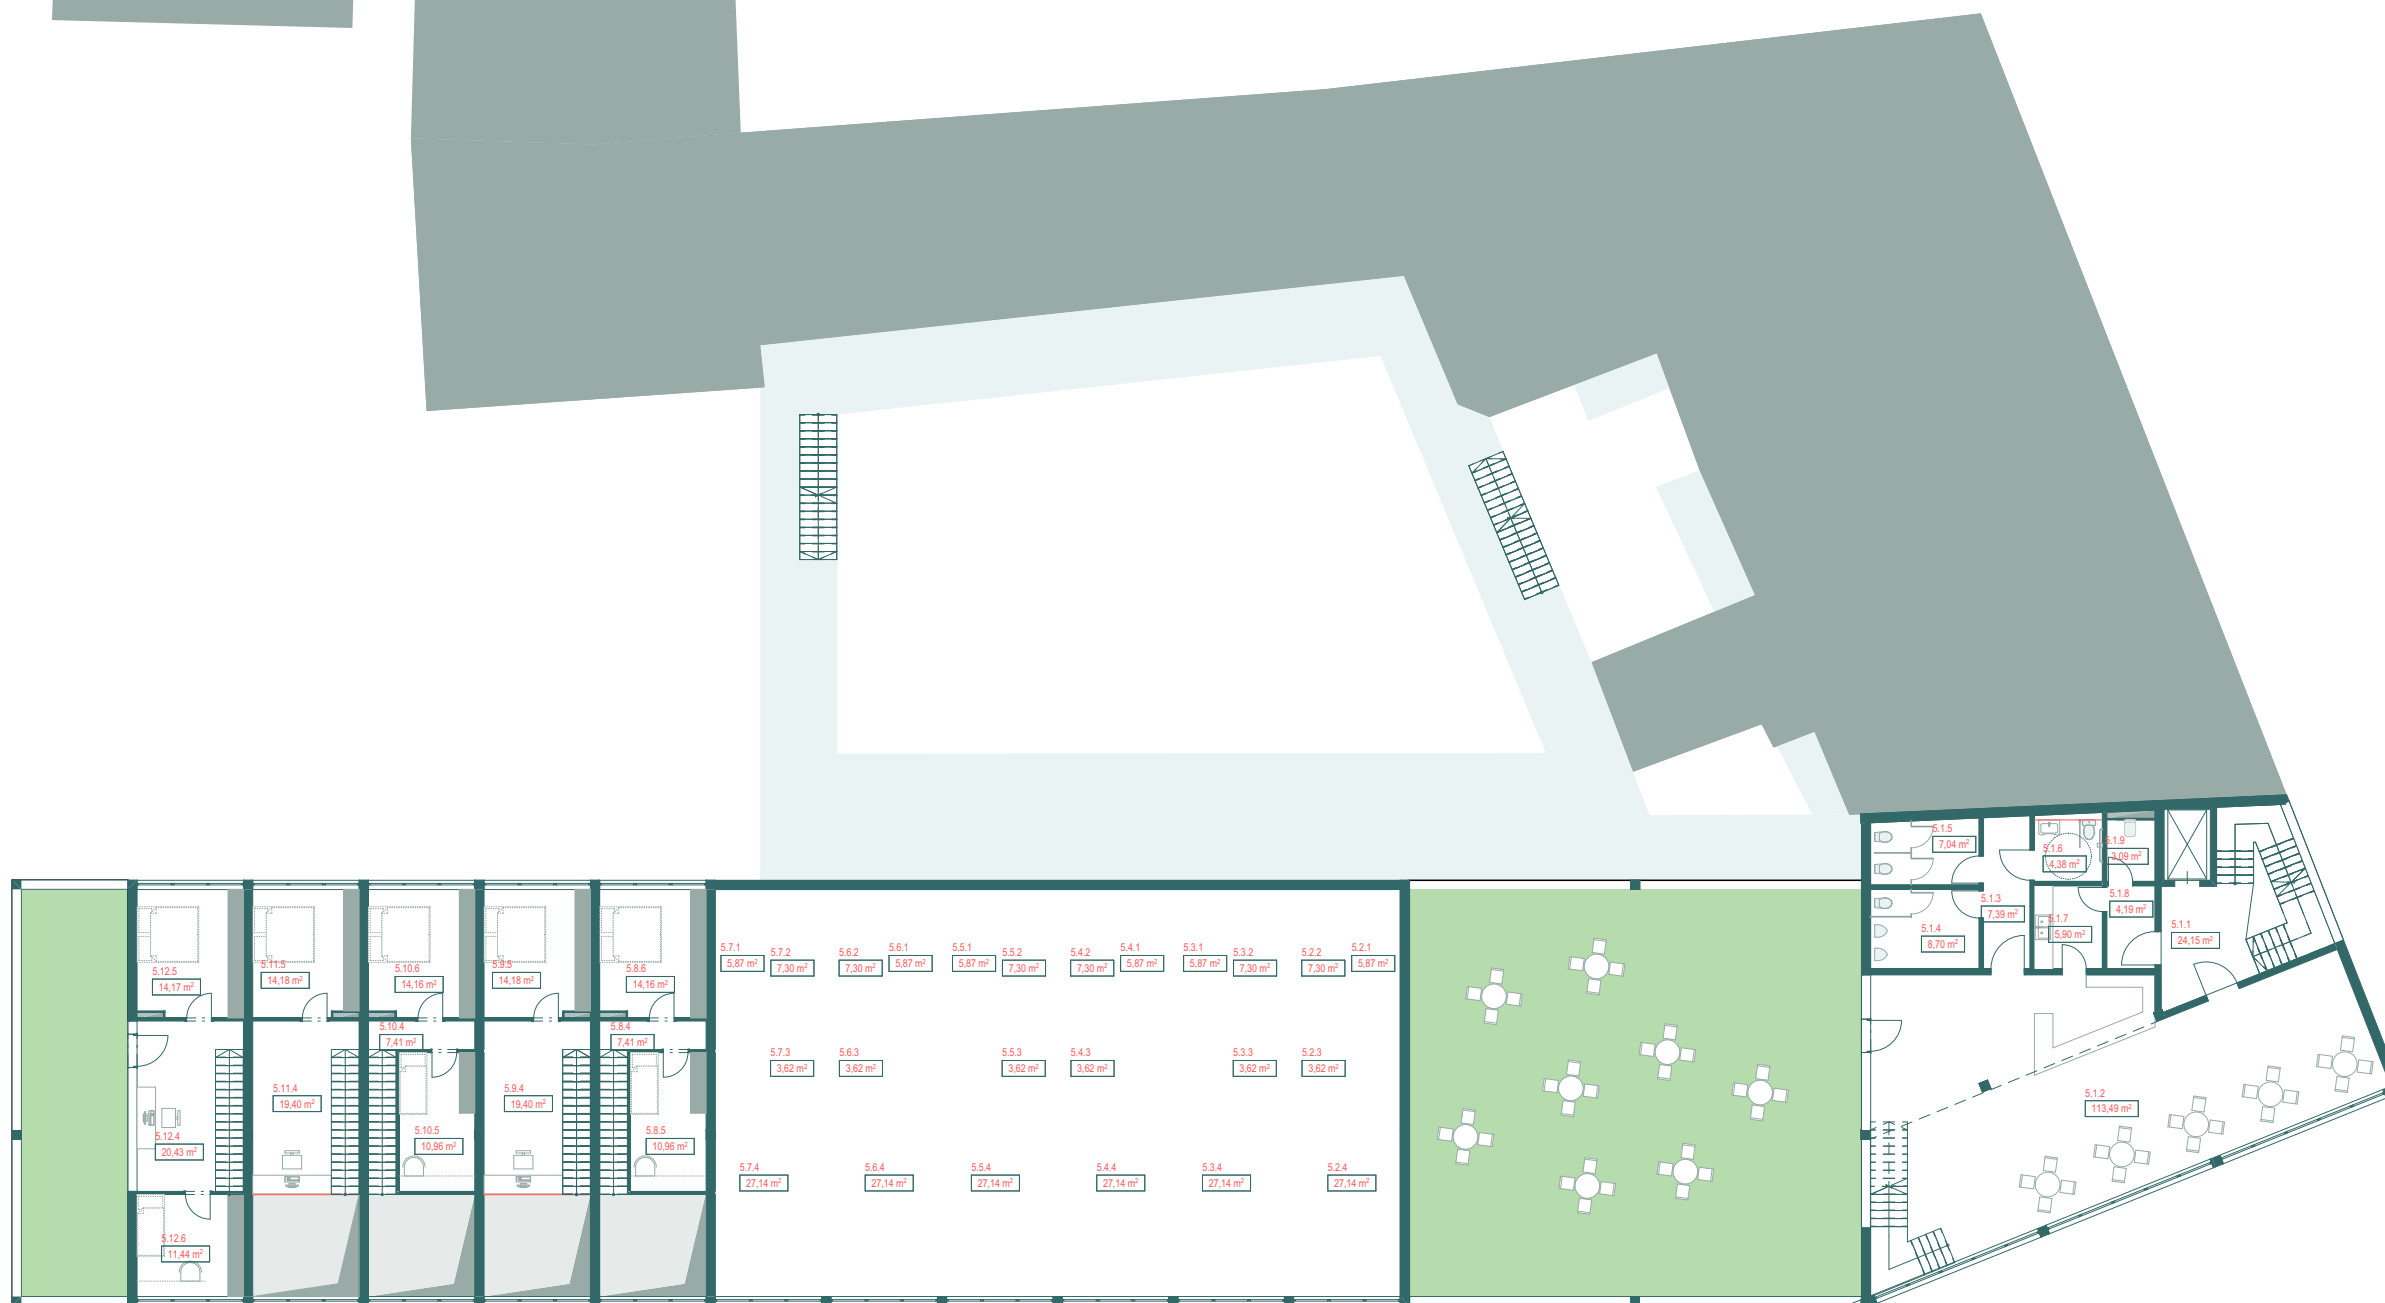 5.1.5
7,04 m²
5.1.6
4,38 m²
5.1.9
3,09 m²
5.1.3
7,39 m²
5.1.8
4,19 m²
5.1.4
8,70 m²
5.1.7
5,90 m²
5.1.1
24,15 m²
5.1.2
113,49 m²
5.12.5
14,17 m²
5.11.5
14,18 m²
5.10.6
14,16 m²
5.9.5
14,18 m²
5.8.6
14,16 m²
5.7.1
5,87 m²
5.7.2
7,30 m²
5.6.2
7,30 m²
5.6.1
5,87 m²
5.5.1
5,87 m²
5.5.2
7,30 m²
5.4.2
7,30 m²
5.4.1
5,87 m²
5.3.1
5,87 m²
5.3.2
7,30 m²
5.2.2
7,30 m²
5.2.1
5,87 m²
5.10.4
7,41 m²
5.8.4
7,41 m²
5.7.3
3,62 m²
5.6.3
3,62 m²
5.5.3
3,62 m²
5.4.3
3,62 m²
5.3.3
3,62 m²
5.2.3
3,62 m²
5.11.4
19,40 m²
5.9.4
19,40 m²
5.12.4
20,43 m²
5.10.5
10,96 m²
5.8.5
10,96 m²
5.7.4
27,14 m²
5.6.4
27,14 m²
5.5.4
27,14 m²
5.4.4
27,14 m²
5.3.4
27,14 m²
5.2.4
27,14 m²
5.12.6
11,44 m²